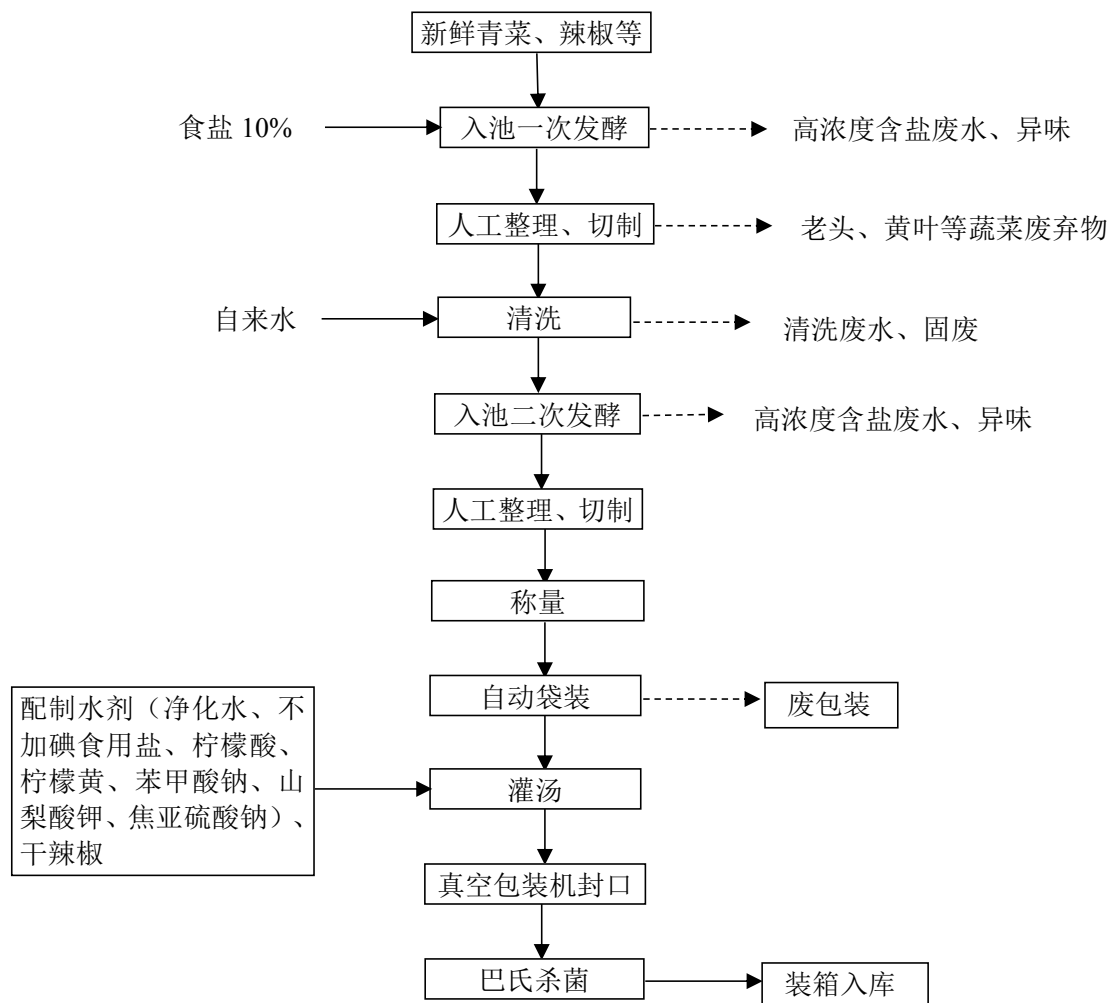 新鲜青菜、辣椒等
食盐 10%
入池一次发酵
高浓度含盐废水、异味
人工整理、切制
老头、黄叶等蔬菜废弃物
自来水
清洗
清洗废水、固废
入池二次发酵
高浓度含盐废水、异味
人工整理、切制
称量
自动袋装
废包装
配制水剂（净化水、不
加碘食用盐、柠檬酸、
柠檬黄、苯甲酸钠、山
梨酸钾、焦亚硫酸钠）、
干辣椒
灌汤
真空包装机封口
巴氏杀菌
装箱入库